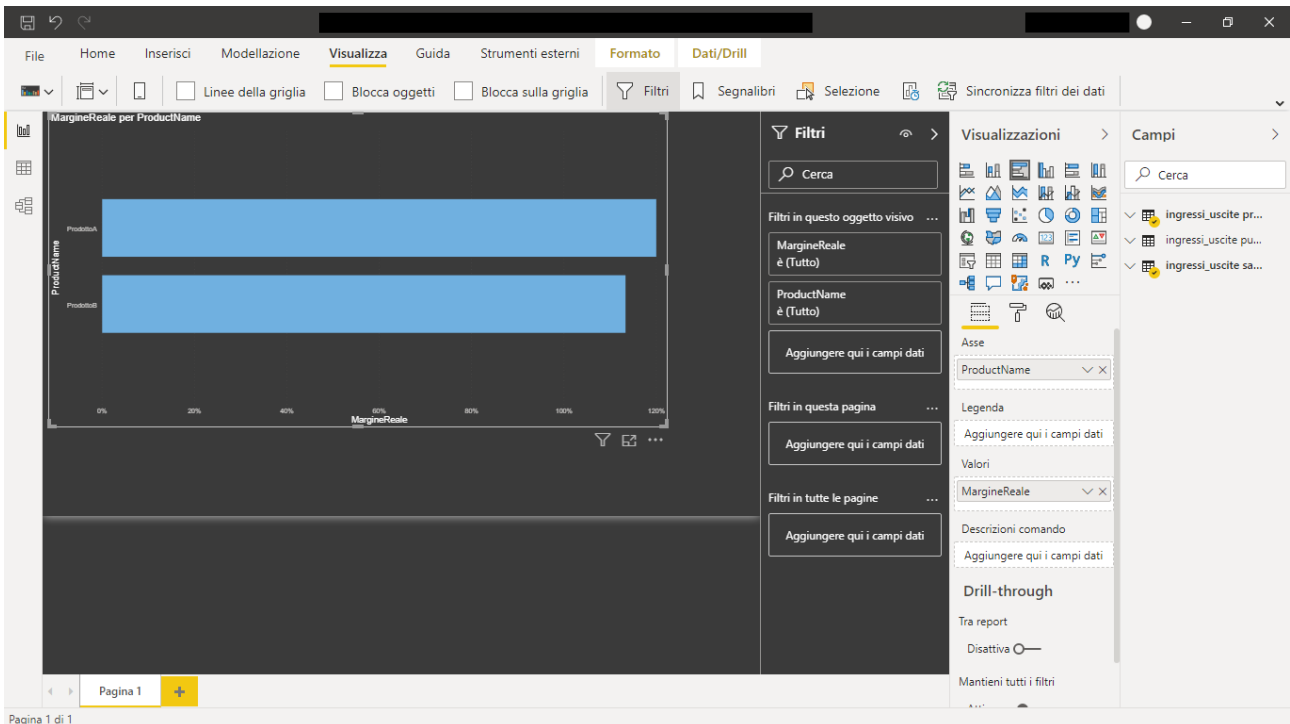 File Home Inserisci Modellazione Visualizza Guida Strumenti esterni Formato Dati/Drill
Linee della griglia Blocca oggetti Blocca sulla griglia Filtri Segnalibri Selezione Sincronizza filtri dei dati
MargineReale per ProductName
ProductName
ProdottoA
ProdottoB
0% 20% 40% 60% 80% 100% 120%
MargineReale
Filtri
Cerca
Filtri in questo oggetto visivo ...
MargineReale
è (Tutto)
ProductName
è (Tutto)
Aggiungere qui i campi dati
Filtri in questa pagina ...
Aggiungere qui i campi dati
Filtri in tutte le pagine ...
Aggiungere qui i campi dati
Visualizzazioni
123
R Py
...
Asse
ProductName
Legenda
Aggiungere qui i campi dati
Valori
MargineReale
Descrizioni comando
Aggiungere qui i campi dati
Drill-through
Tra report
Disattiva
Mantieni tutti i filtri
Campi
Cerca
ingressi_uscite pr...
ingressi_uscite pu...
ingressi_uscite sa...
Pagina 1
Pagina 1 di 1